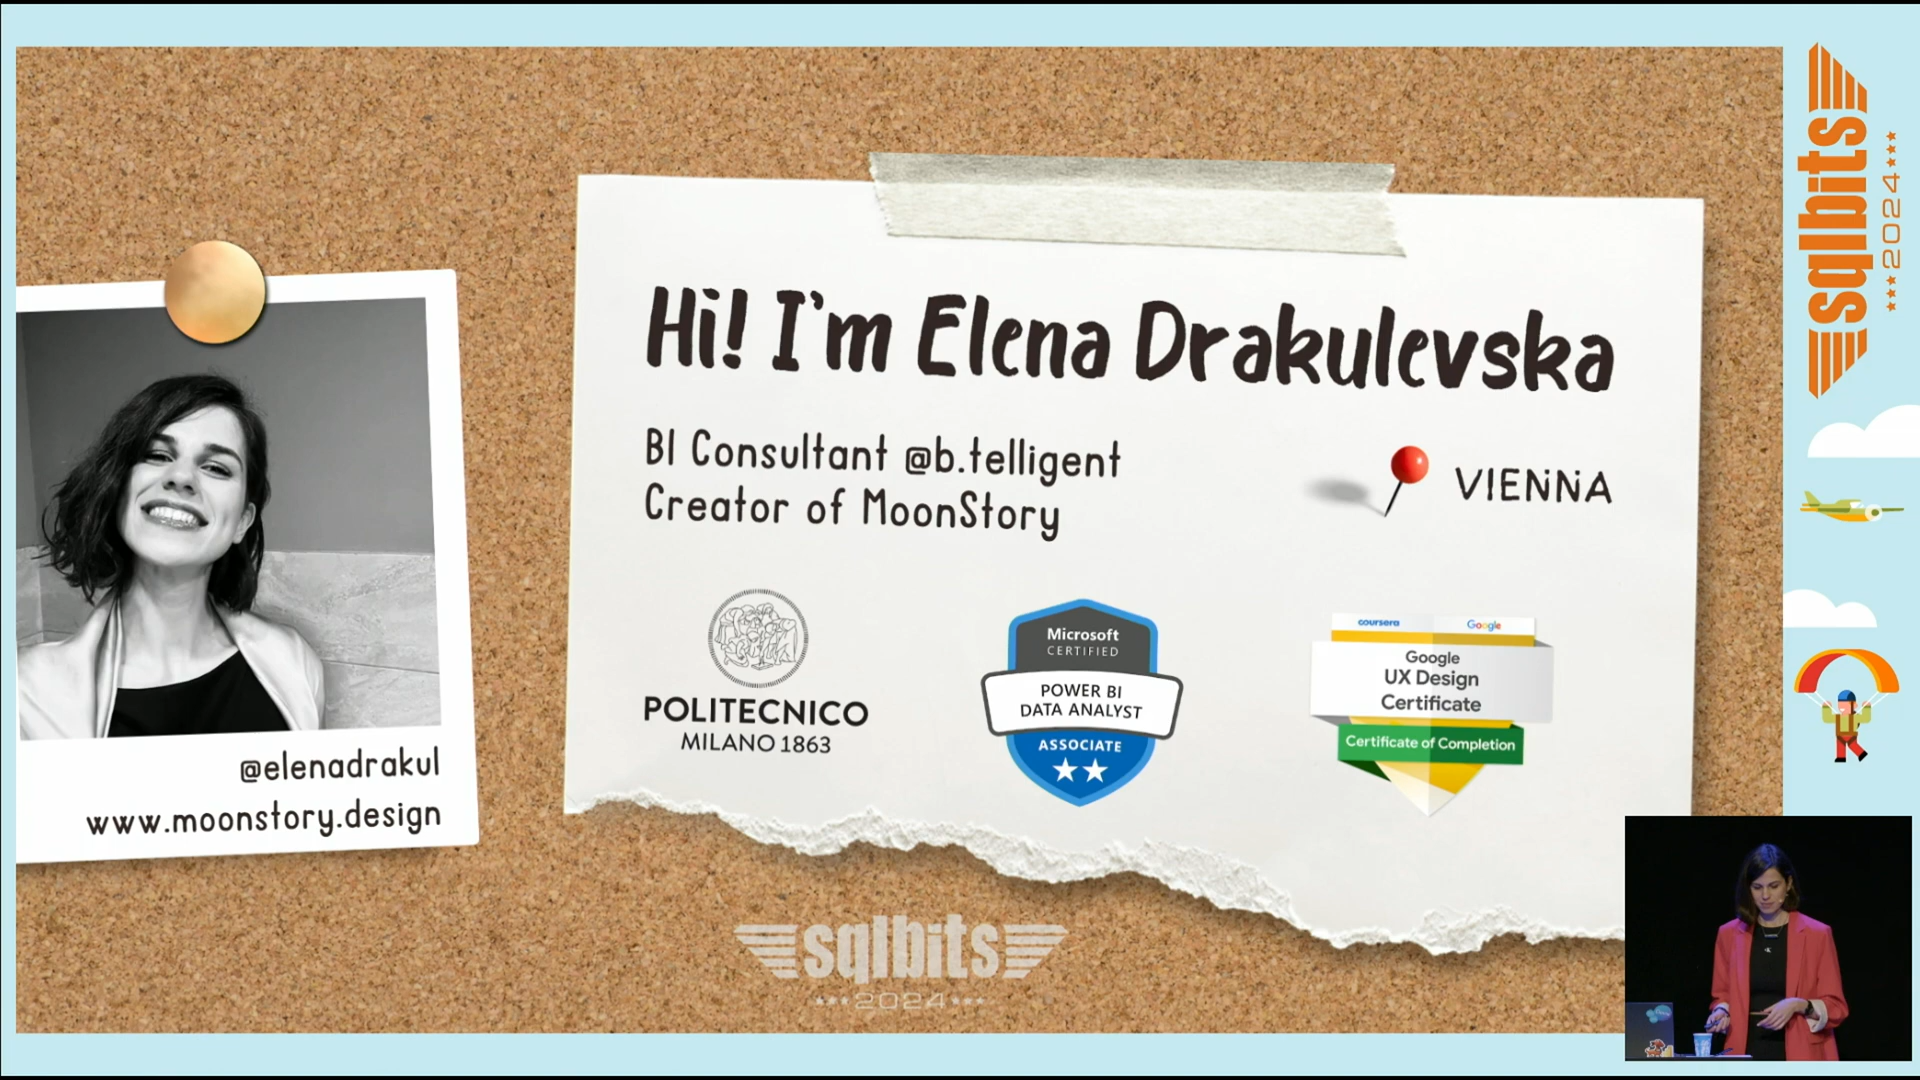 Hi! I'm Elena Drakulevska
BI Consultant @b.telligent
Creator of MoonStory
VIENNA
POLITECNICO
MILANO 1863
Microsoft
CERTIFIED
POWER BI
DATA ANALYST
ASSOCIATE
coursera
Google
Google
UX Design
Certificate
Certificate of Completion
@elenadrakul
www.moonstory.design
sqlbits
2024
sqlbits
2024